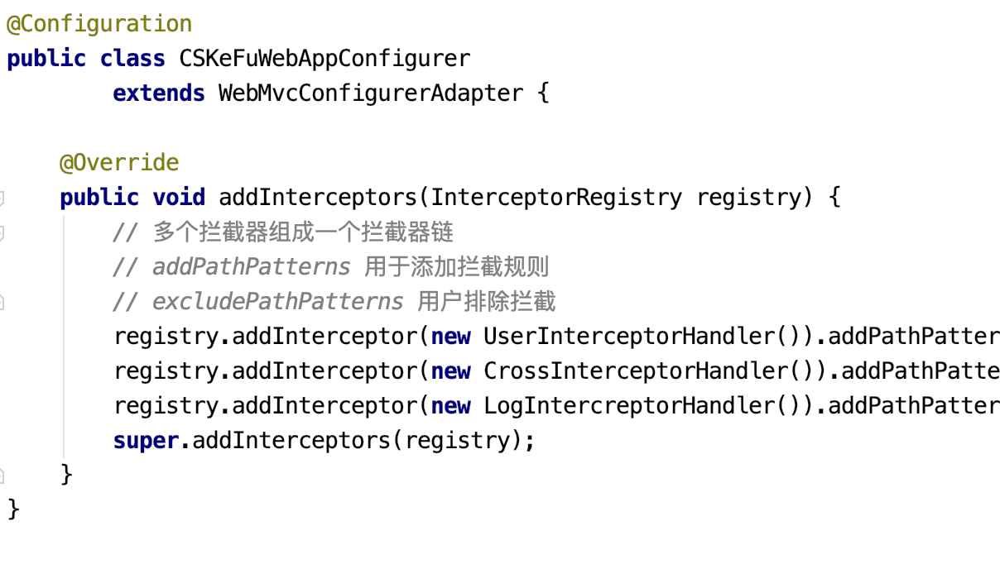 @Configuration
public class CSKeFuWebAppConfigurer
        extends WebMvcConfigurerAdapter {
    @Override
    public void addInterceptors(InterceptorRegistry registry) {
        // 多个拦截器组成一个拦截器链
        // addPathPatterns 用于添加拦截规则
        // excludePathPatterns 用户排除拦截
        registry.addInterceptor(new UserInterceptorHandler()).addPathPatter
        registry.addInterceptor(new CrossInterceptorHandler()).addPathPatte
        registry.addInterceptor(new LogIntercreptorHandler()).addPathPatter
        super.addInterceptors(registry);
    }
}